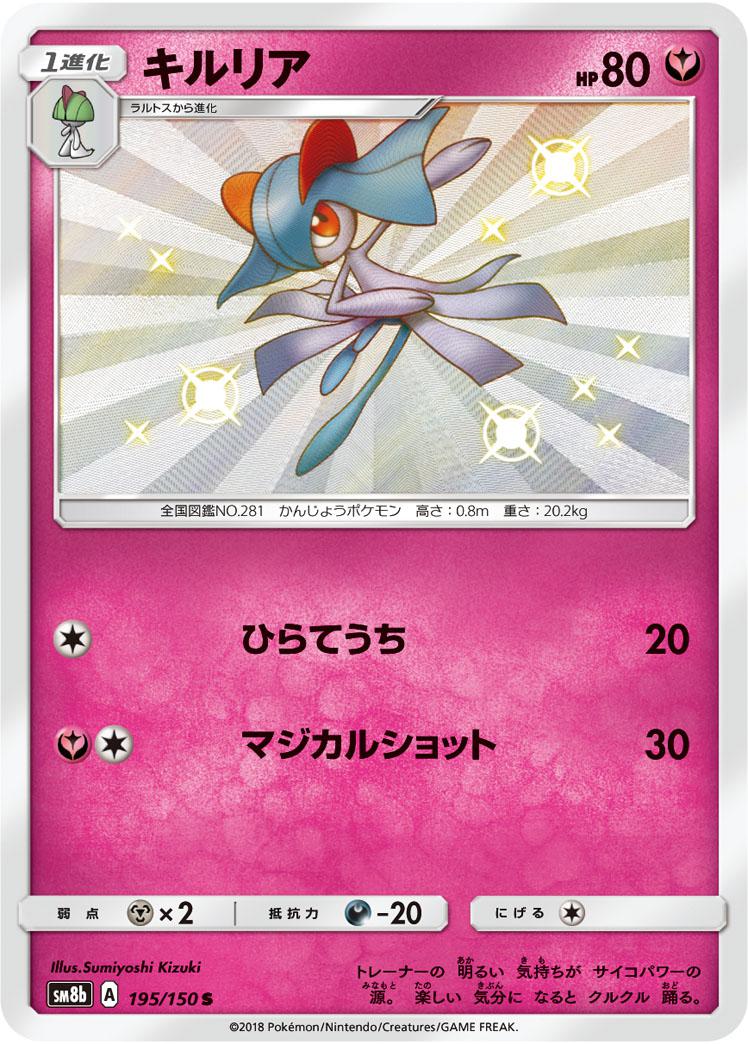 1進化 キルリア HP80
ラルトスから進化
全国図鑑NO.281 かんじょうポケモン 高さ:0.8m 重さ:20.2kg
ひらてうち 20
マジカルショット 30
弱点 ×2 抵抗力 -20 にげる
Illus.Sumiyoshi Kizuki
トレーナーの 明るい 気持ちが サイコパワーの
源。楽しい 気分に なると クルクル 踊る。
SM8b A 195/150 S
©2018 Pokémon/Nintendo/Creatures/GAME FREAK.